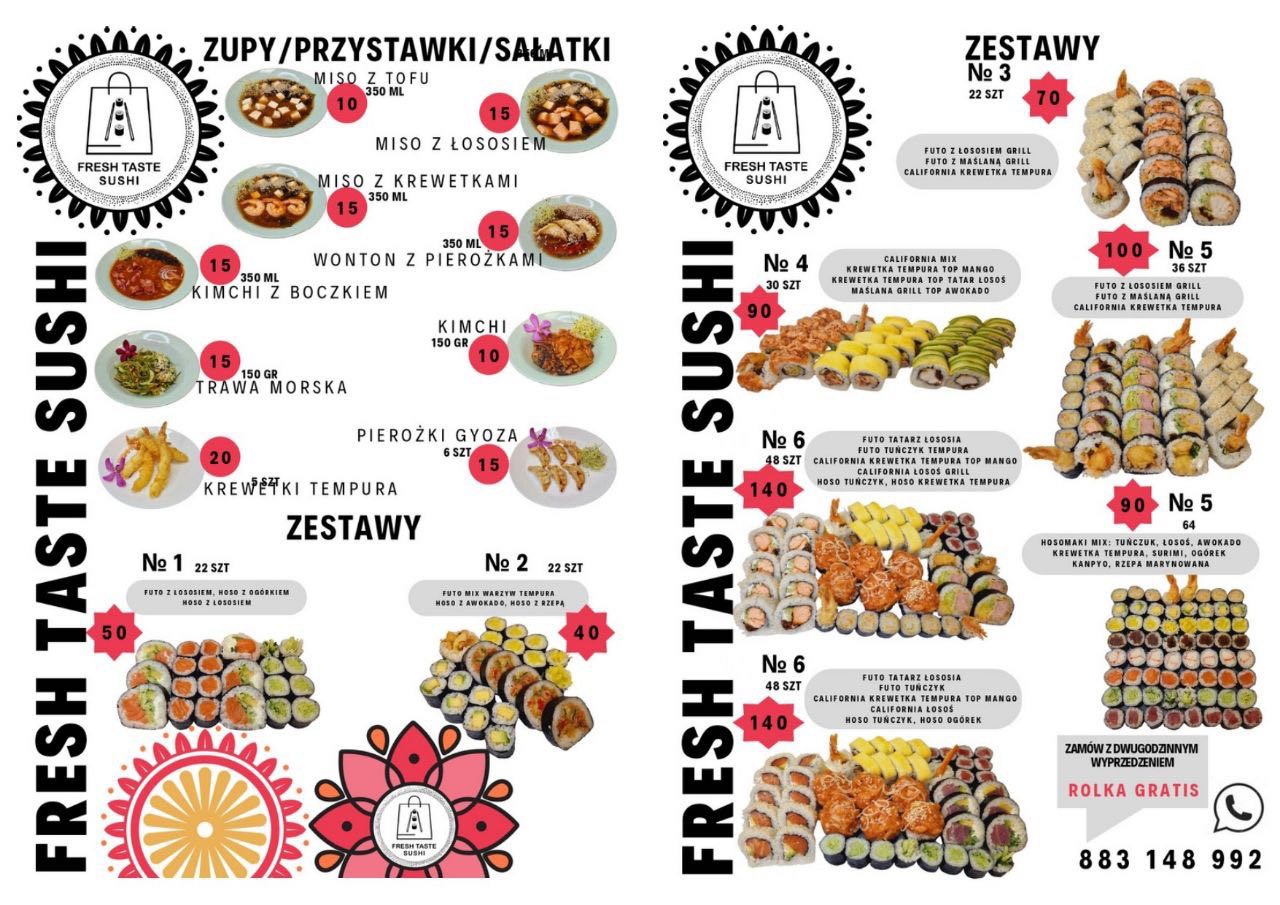 FRESH TASTE
SUSHI
FRESH TASTE SUSHI
ZUPY/PRZYSTAWKI/SAŁATKI
MISO Z TOFU
350 ML
10
15
MISO Z ŁOSOSIEM
MISO Z KREWETKAMI
350 ML
15
15
350 ML
WONTON Z PIEROŻKAMI
15
350 ML
KIMCHI Z BOCZKIEM
KIMCHI
150 GR
10
15
150 GR
TRAWA MORSKA
PIEROŻKI GYOZA
6 SZT
15
20
5 SZT
KREWETKI TEMPURA
ZESTAWY
№ 1 22 SZT
FUTO Z ŁOSOSIEM, HOSO Z OGÓRKIEM
HOSO Z ŁOSOSIEM
50
№ 2 22 SZT
FUTO MIX WARZYW TEMPURA
HOSO Z AWOKADO, HOSO Z RZEPĄ
40
FRESH TASTE
SUSHI
FRESH TASTE
SUSHI
FRESH TASTE SUSHI
ZESTAWY
№ 3
22 SZT
70
FUTO Z ŁOSOSIEM GRILL
FUTO Z MAŚLANĄ GRILL
CALIFORNIA KREWETKA TEMPURA
№ 4
30 SZT
CALIFORNIA MIX
KREWETKA TEMPURA TOP MANGO
KREWETKA TEMPURA TOP TATAR ŁOSOŚ
MAŚLANA GRILL TOP AWOKADO
90
100
№ 5
36 SZT
FUTO Z ŁOSOSIEM GRILL
FUTO Z MAŚLANĄ GRILL
CALIFORNIA KREWETKA TEMPURA
№ 6
48 SZT
FUTO TATARZ ŁOSOSIA
FUTO TUŃCZYK TEMPURA
CALIFORNIA KREWETKA TEMPURA TOP MANGO
CALIFORNIA ŁOSOŚ GRILL
HOSO TUŃCZYK, HOSO KREWETKA TEMPURA
140
90
№ 5
64
HOSOMAKI MIX: TUŃCZUK, ŁOSOŚ, AWOKADO
KREWETKA TEMPURA, SURIMI, OGÓREK
KANPYO, RZEPA MARYNOWANA
№ 6
48 SZT
FUTO TATARZ ŁOSOSIA
FUTO TUŃCZYK
CALIFORNIA KREWETKA TEMPURA TOP MANGO
CALIFORNIA ŁOSOŚ
HOSO TUŃCZYK, HOSO OGÓREK
140
ZAMÓW Z DWUGODZINNYM
WYPRZEDZENIEM
ROLKA GRATIS
883 148 992